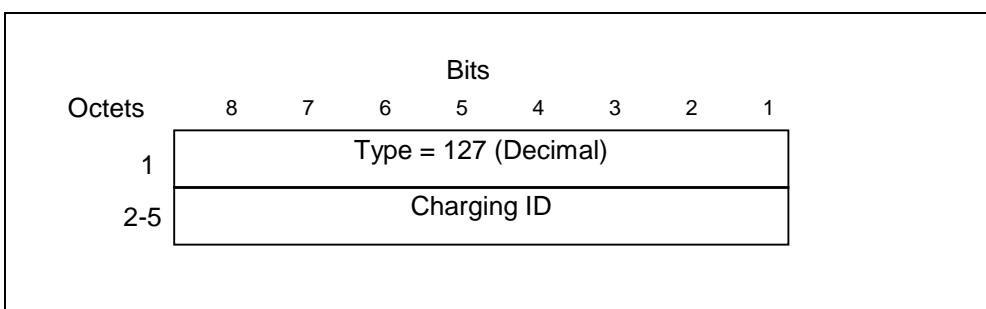 Bits
Octets 8 7 6 5 4 3 2 1
1 Type = 127 (Decimal)
2-5 Charging ID